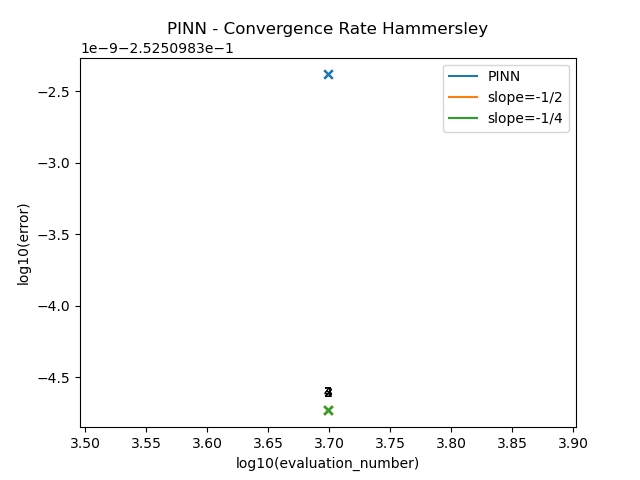 PINN - Convergence Rate Hammersley
1e−9−2.5250983e−1
PINN
slope=-1/2
slope=-1/4
−2.5
−3.0
−3.5
−4.0
−4.5
log10(error)
3.50 3.55 3.60 3.65 3.70 3.75 3.80 3.85 3.90
log10(evaluation_number)